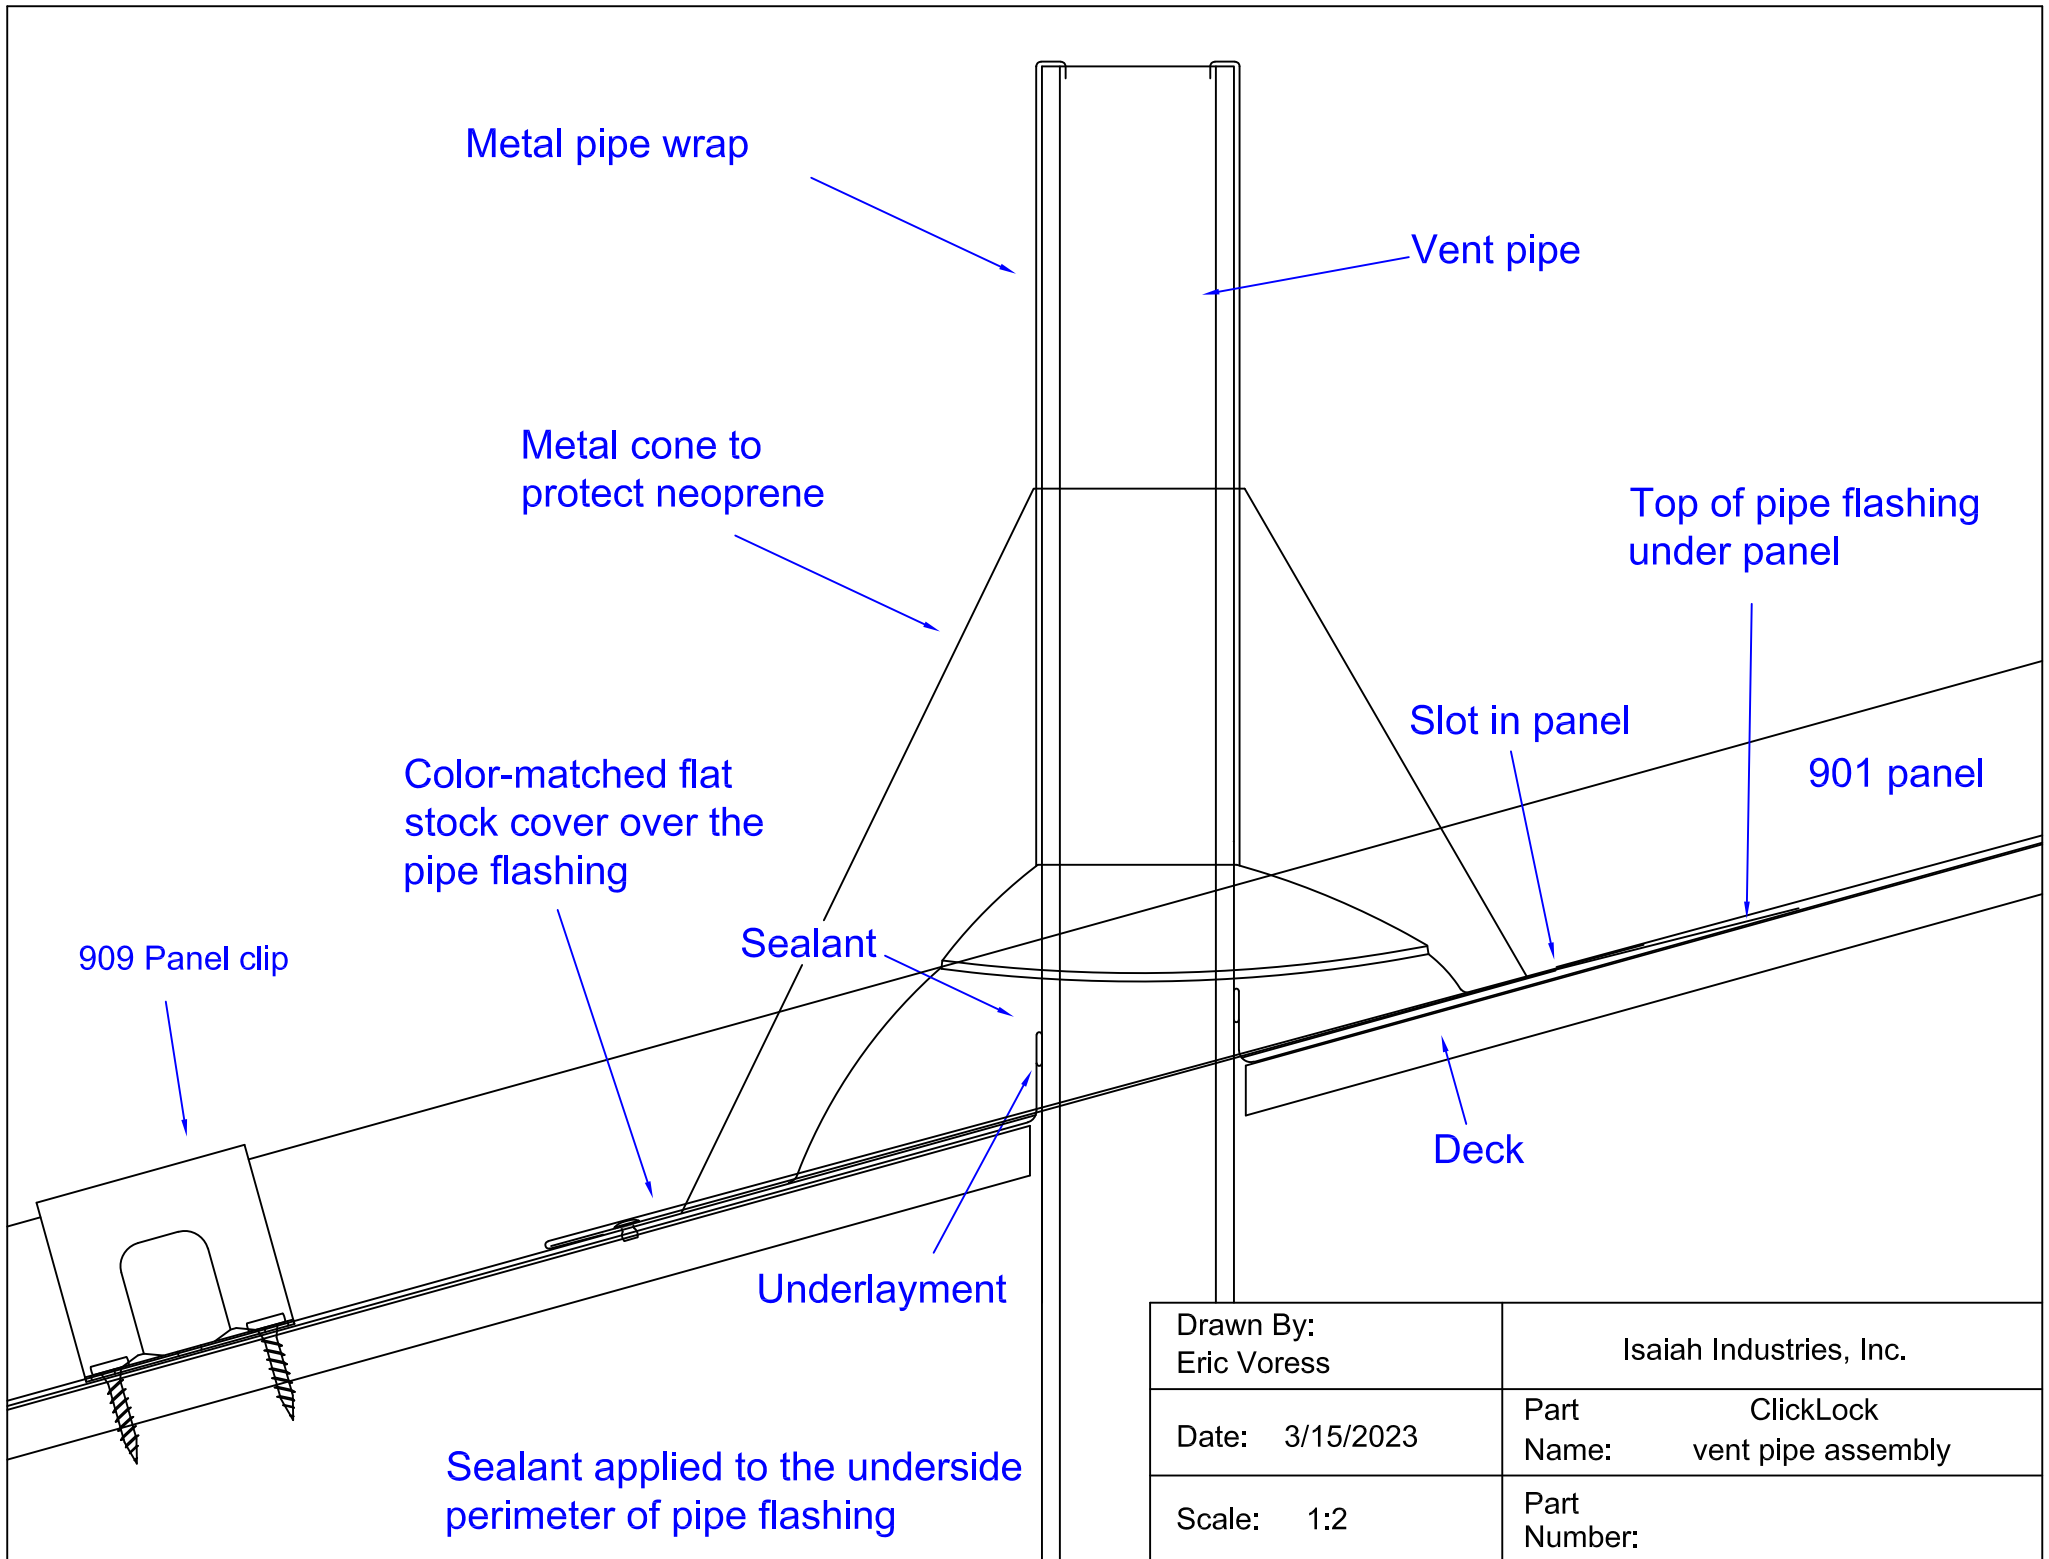 Metal pipe wrap
Vent pipe
Metal cone to
protect neoprene
Top of pipe flashing
under panel
Slot in panel
901 panel
Color-matched flat
stock cover over the
pipe flashing
Sealant
909 Panel clip
Deck
Underlayment
Sealant applied to the underside
perimeter of pipe flashing
Drawn By:
Eric Voress
Isaiah Industries, Inc.
Date: 3/15/2023
Part ClickLock
Name: vent pipe assembly
Scale: 1:2
Part
Number: